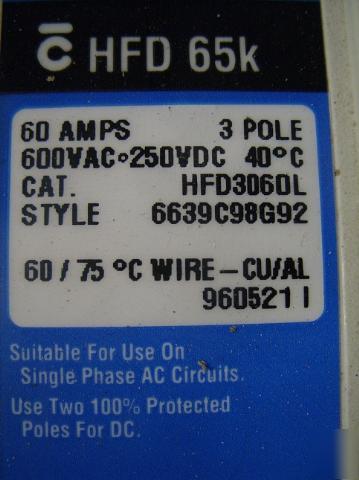 C HFD 65k
60 AMPS 3 POLE
600VAC∘250VDC 40°C
CAT. HFD3060L
STYLE 6639C98G92
60 / 75 °C WIRE – CU/AL
960521 I
Suitable For Use On
Single Phase AC Circuits.
Use Two 100% Protected
Poles For DC.